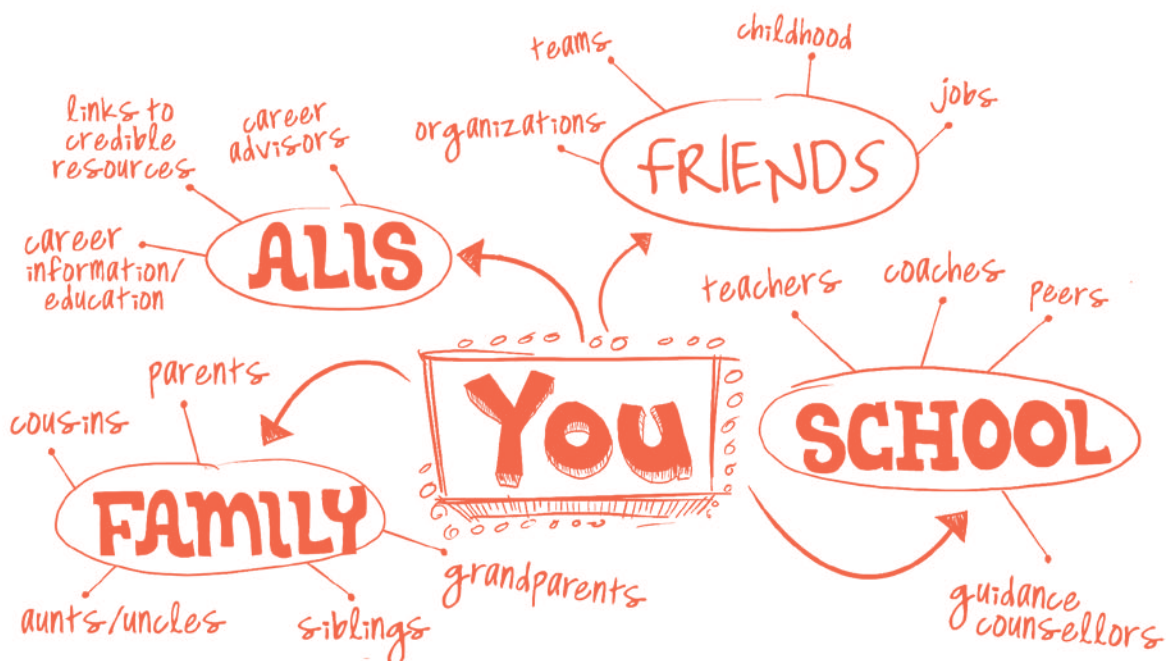 teams
childhood
jobs
organizations
FRIENDS
links to
credible
resources
career
advisors
career
information/
education
ALIS
teachers
coaches
peers
SCHOOL
guidance
counsellors
You
parents
cousins
FAMILY
grandparents
aunts/uncles
siblings